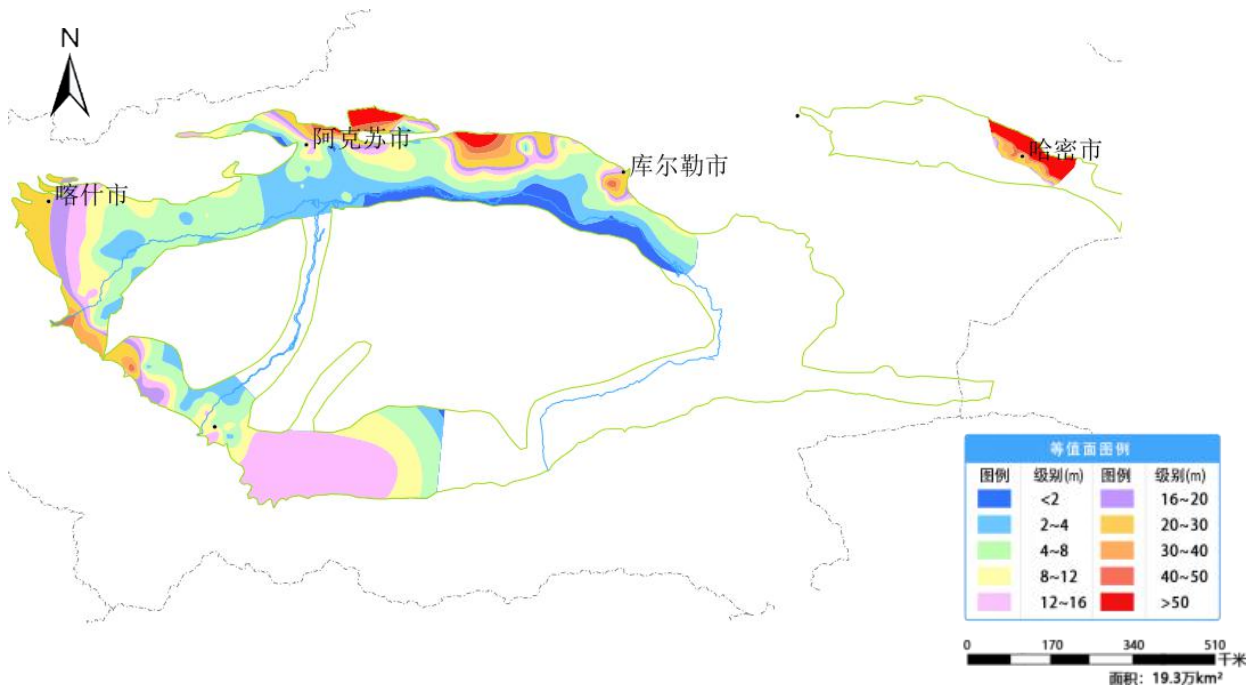 N
阿克苏市
哈密市
库尔勒市
喀什市
等值面图例
图例 级别(m) 图例 级别(m)
<2 16~20
2~4 20~30
4~8 30~40
8~12 40~50
12~16 >50
0 170 340 510
千米
面积：19.3万km²